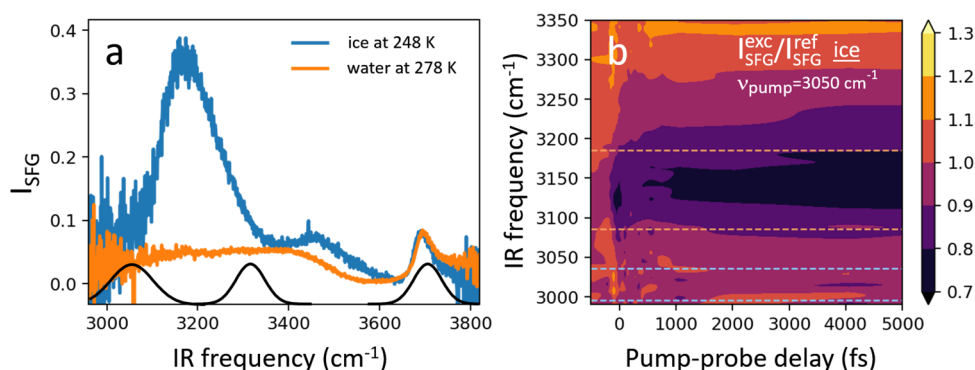 a
ice at 248 K
water at 278 K
I_SFG
0.4
0.3
0.2
0.1
0.0
3000 3200 3400 3600 3800
IR frequency (cm⁻¹)
b
I^exc_SFG/I^ref_SFG ice
ν_pump=3050 cm⁻¹
IR frequency (cm⁻¹)
3350
3300
3250
3200
3150
3100
3050
3000
0 1000 2000 3000 4000 5000
Pump-probe delay (fs)
1.3
1.2
1.1
1.0
0.9
0.8
0.7